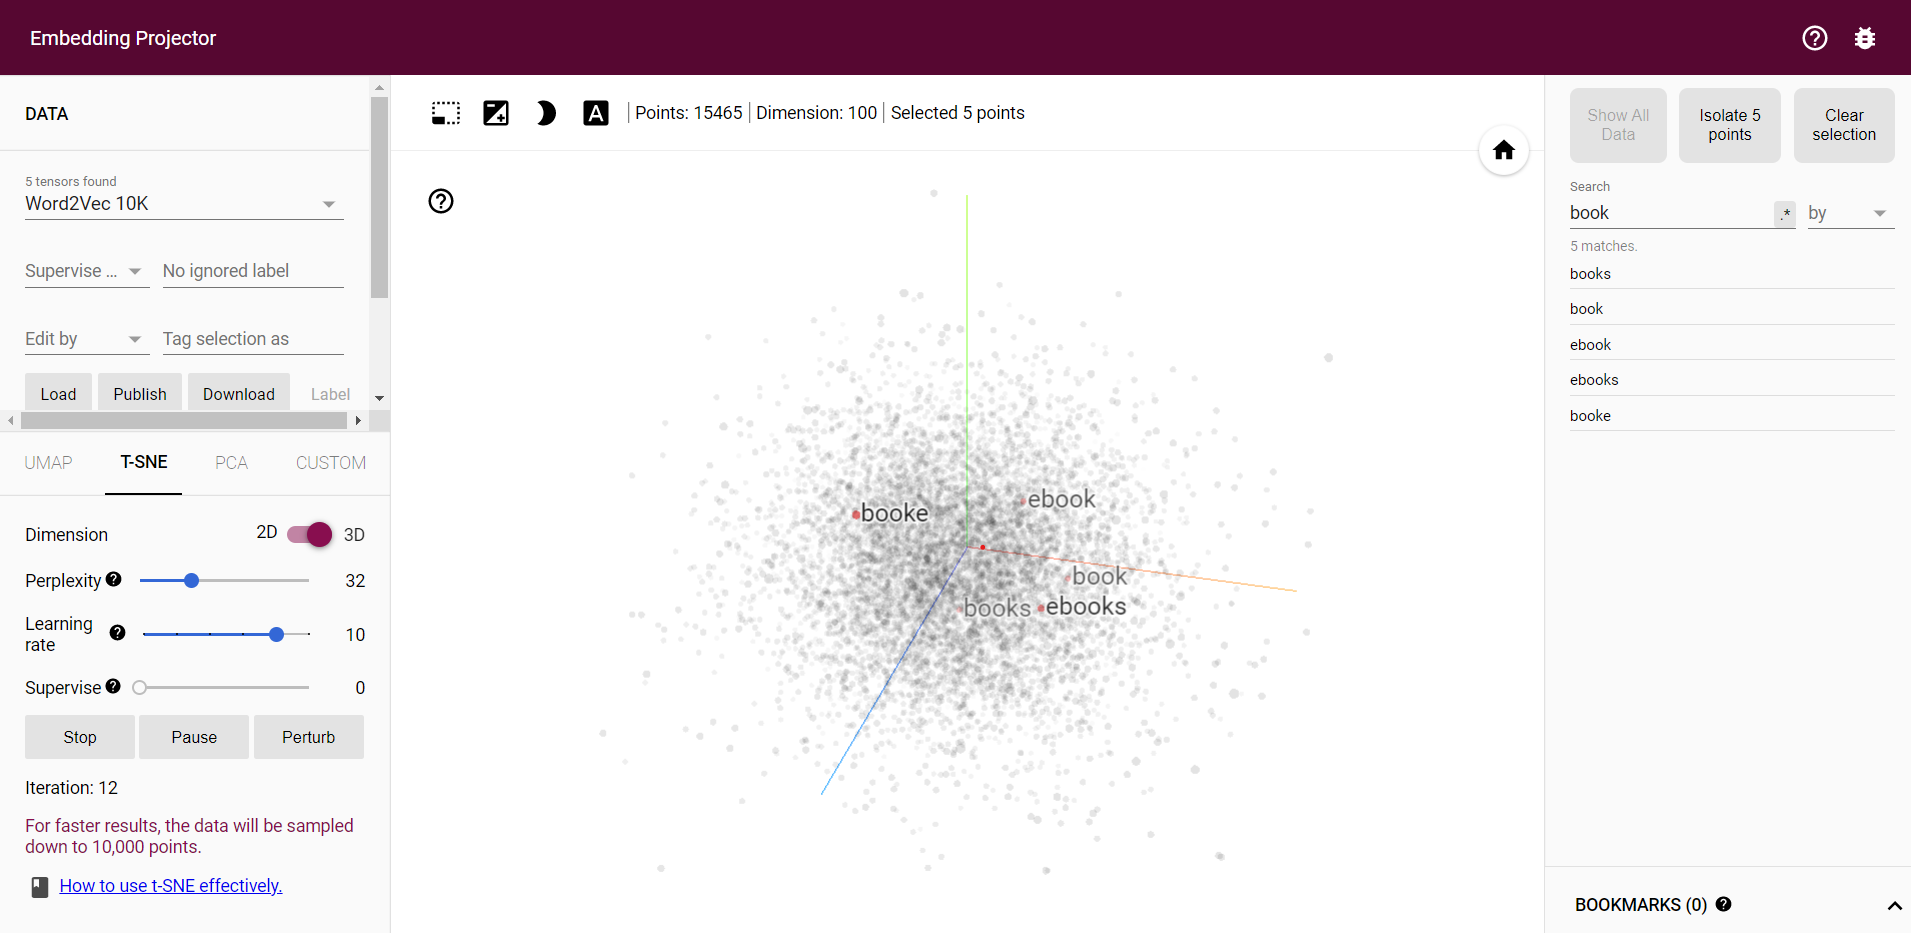 Embedding Projector
DATA
5 tensors found
Word2Vec 10K
Supervise ...
No ignored label
Edit by
Tag selection as
Load
Publish
Download
Label
UMAP
T-SNE
PCA
CUSTOM
Dimension
2D
3D
Perplexity
32
Learning
rate
10
Supervise
0
Stop
Pause
Perturb
Iteration: 12
For faster results, the data will be sampled
down to 10,000 points.
How to use t-SNE effectively.
A
Points: 15465
Dimension: 100
Selected 5 points
booke
ebook
book
books
ebooks
Show All
Data
Isolate 5
points
Clear
selection
Search
book
.*
by
5 matches.
books
book
ebook
ebooks
booke
BOOKMARKS (0)